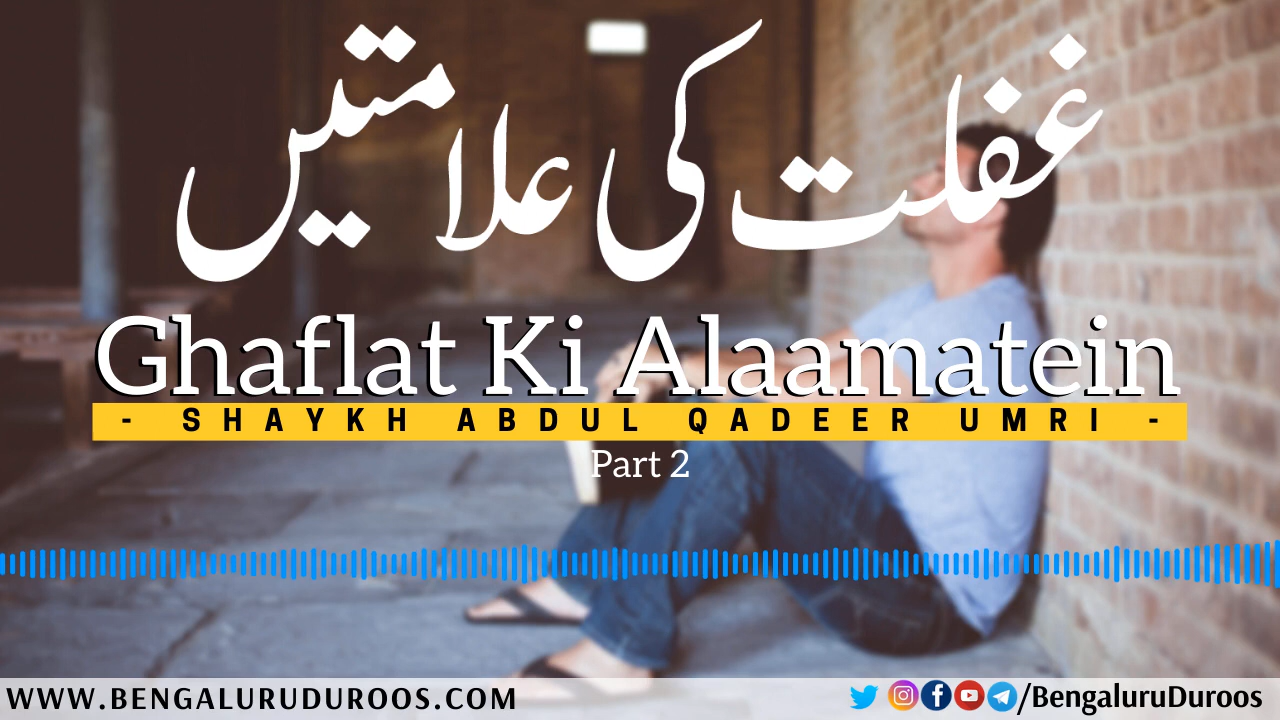 غفلت کی علامتیں
Ghaflat Ki Alaamatein
- SHAYKH ABDUL QADEER UMRI -
Part 2
WWW.BENGALURUDUROOS.COM
/BengaluruDuroos